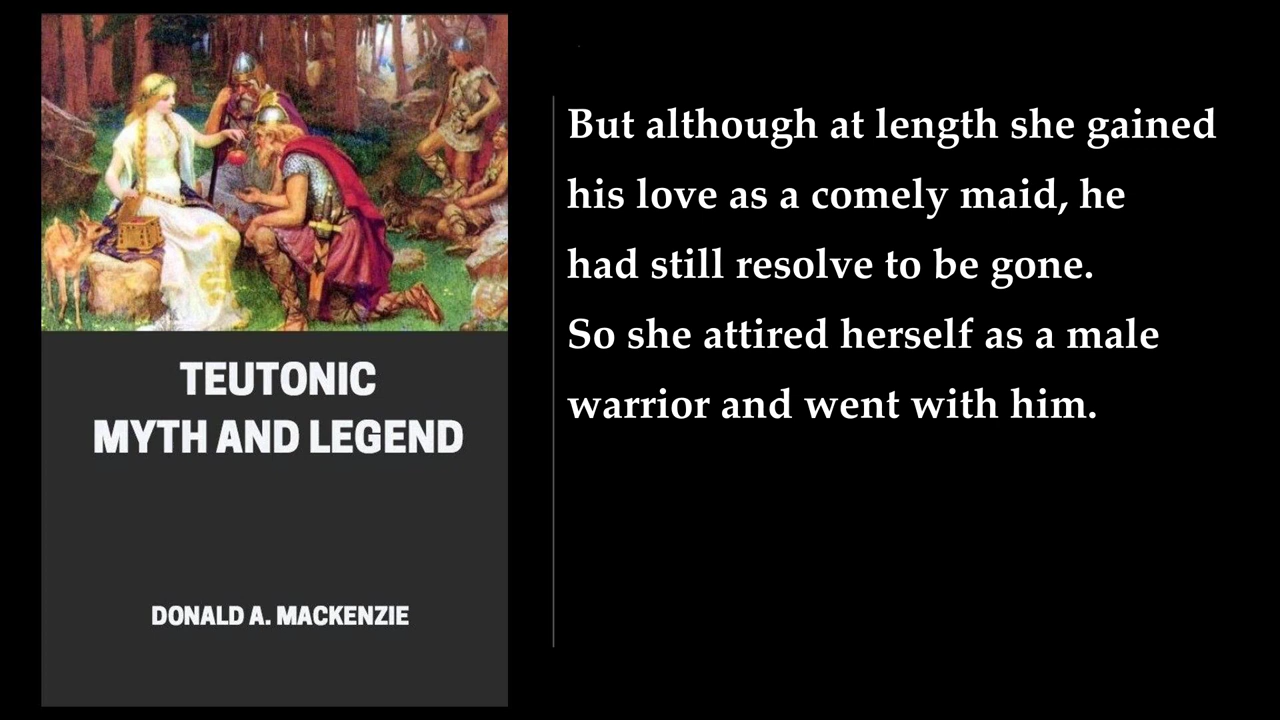 TEUTONIC
MYTH AND LEGEND
DONALD A. MACKENZIE
But although at length she gained
his love as a comely maid, he
had still resolve to be gone.
So she attired herself as a male
warrior and went with him.